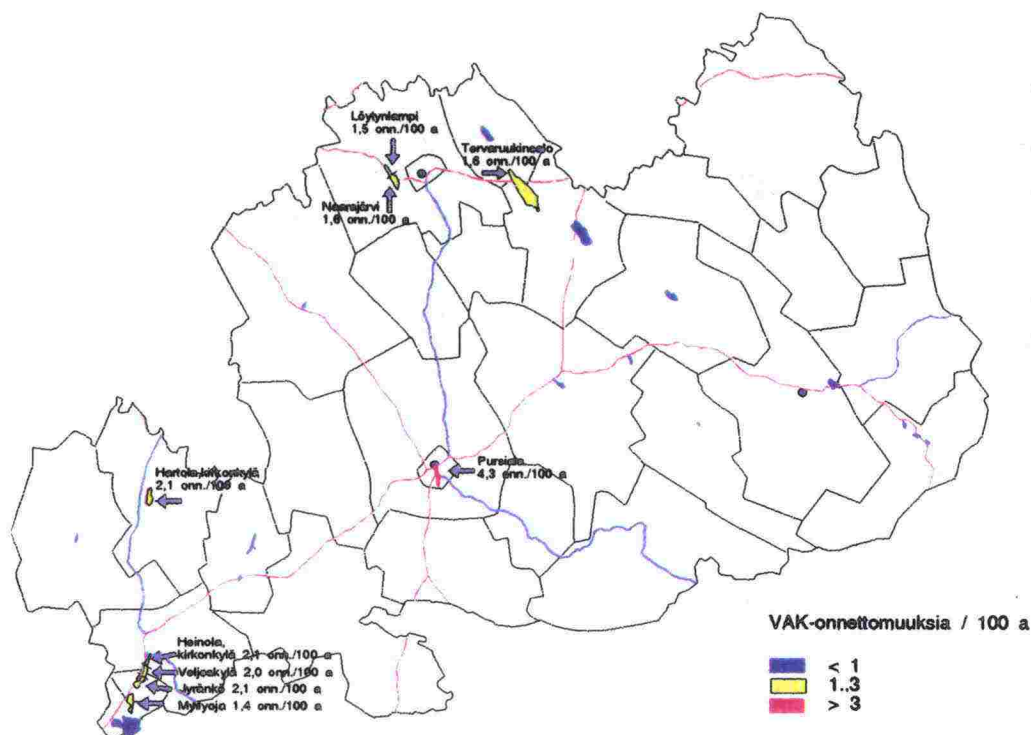 Löytynlampi
1,5 onn./100 a
Tervaruukinsalo
1,6 onn./100 a
Naarajärvi
1,6 onn./100 a
Pursiala
4,3 onn./100 a
Hartola kirkonkylä
2,1 onn./100 a
Heinola,
kirkonkylä 2,1 onn./100 a
Veljeskylä 2,0 onn./100 a
Jyränkö 2,1 onn./100 a
Myllyoja 1,4 onn./100 a
VAK-onnettomuuksia / 100 a
< 1
1..3
> 3